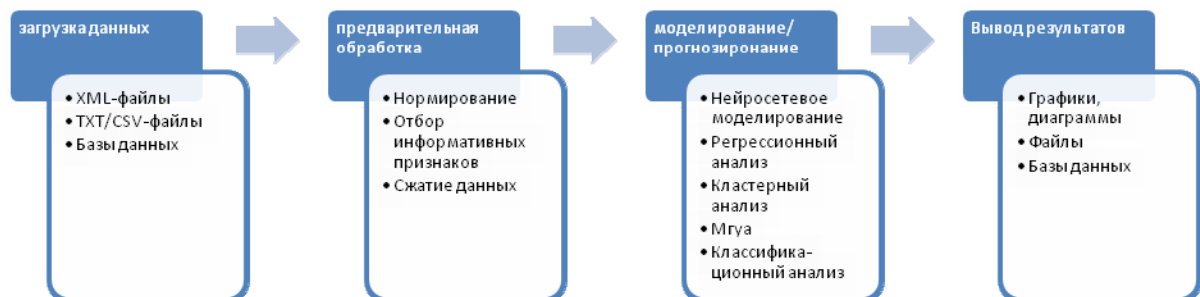 загрузка данных
• XML-файлы
• TXT/CSV-файлы
• Базы данных
предварительная
обработка
• Нормирование
• Отбор
информативных
признаков
• Сжатие данных
моделирование/
прогнозиронание
• Нейросетевое
моделирование
• Регрессионный
анализ
• Кластерный
анализ
• Мгуа
• Классифика-
ционный анализ
Вывод результатов
• Графики,
диаграммы
• Файлы
• Базы данных